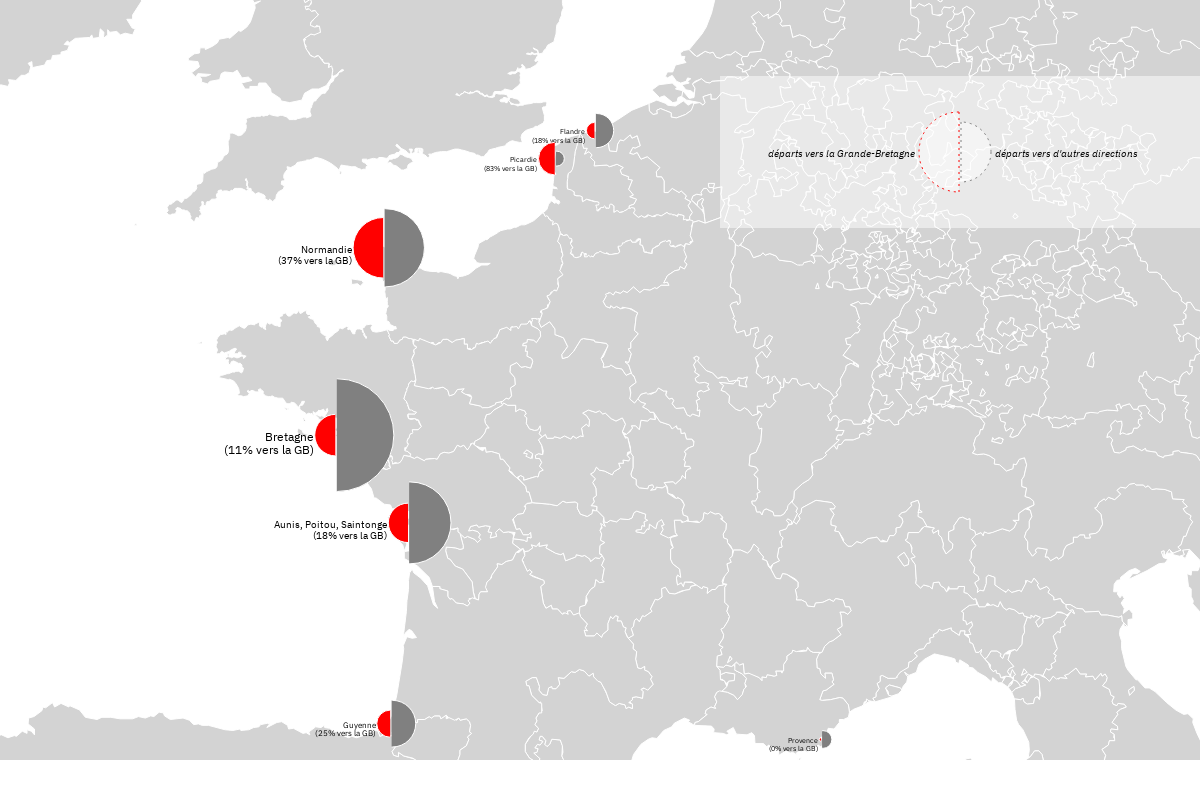 Flandre
(18% vers la GB)
départs vers la Grande-Bretagne
départs vers d'autres directions
Picardie
(83% vers la GB)
Normandie
(37% vers la GB)
Bretagne
(11% vers la GB)
Aunis, Poitou, Saintonge
(18% vers la GB)
Guyenne
(25% vers la GB)
Provence
(0% vers la GB)